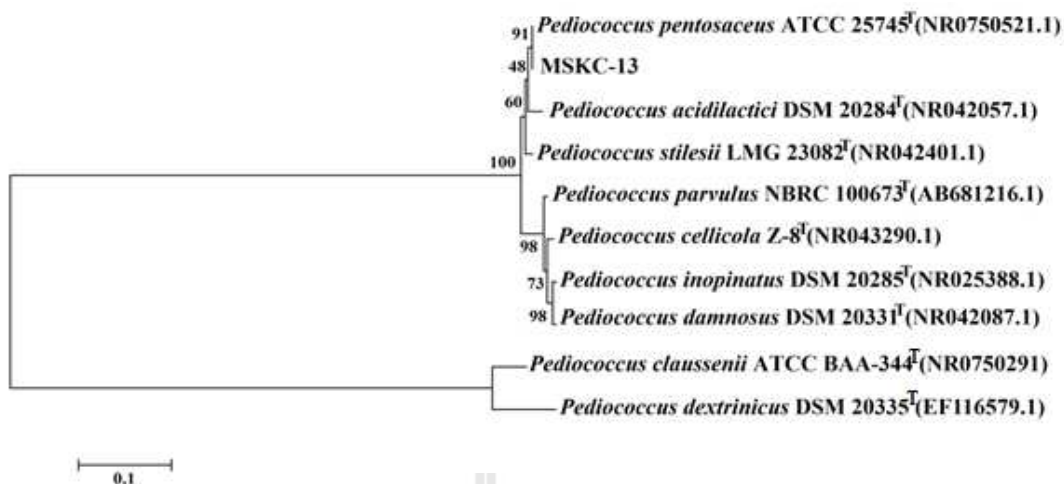 Pediococcus pentosaceus ATCC 25745T(NR0750521.1)
91
MSKC-13
48
60
Pediococcus acidilactici DSM 20284T(NR042057.1)
Pediococcus stilesii LMG 23082T(NR042401.1)
100
Pediococcus parvulus NBRC 100673T(AB681216.1)
Pediococcus cellicola Z-8T(NR043290.1)
98
Pediococcus inopinatus DSM 20285T(NR025388.1)
73
Pediococcus damnosus DSM 20331T(NR042087.1)
98
Pediococcus claussenii ATCC BAA-344T(NR0750291)
Pediococcus dextrinicus DSM 20335T(EF116579.1)
0.1